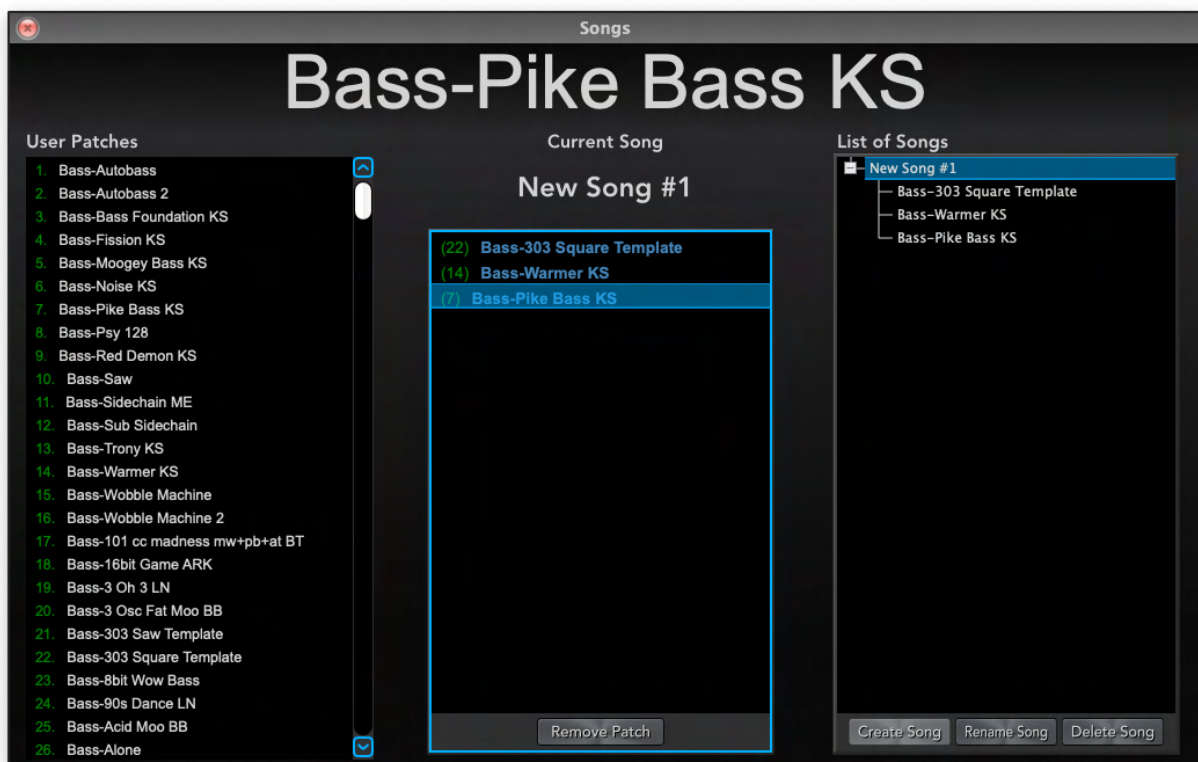 Songs
Bass-Pike Bass KS
User Patches
1. Bass-Autobass
2. Bass-Autobass 2
3. Bass-Bass Foundation KS
4. Bass-Fission KS
5. Bass-Moogey Bass KS
6. Bass-Noise KS
7. Bass-Pike Bass KS
8. Bass-Psy 128
9. Bass-Red Demon KS
10. Bass-Saw
11. Bass-Sidechain ME
12. Bass-Sub Sidechain
13. Bass-Trony KS
14. Bass-Warmer KS
15. Bass-Wobble Machine
16. Bass-Wobble Machine 2
17. Bass-101 cc madness mw+pb+at BT
18. Bass-16bit Game ARK
19. Bass-3 Oh 3 LN
20. Bass-3 Osc Fat Moo BB
21. Bass-303 Saw Template
22. Bass-303 Square Template
23. Bass-8bit Wow Bass
24. Bass-90s Dance LN
25. Bass-Acid Moo BB
26. Bass-Alone
Current Song
New Song #1
(22) Bass-303 Square Template
(14) Bass-Warmer KS
(7) Bass-Pike Bass KS
Remove Patch
List of Songs
New Song #1
Bass-303 Square Template
Bass-Warmer KS
Bass-Pike Bass KS
Create Song Rename Song Delete Song